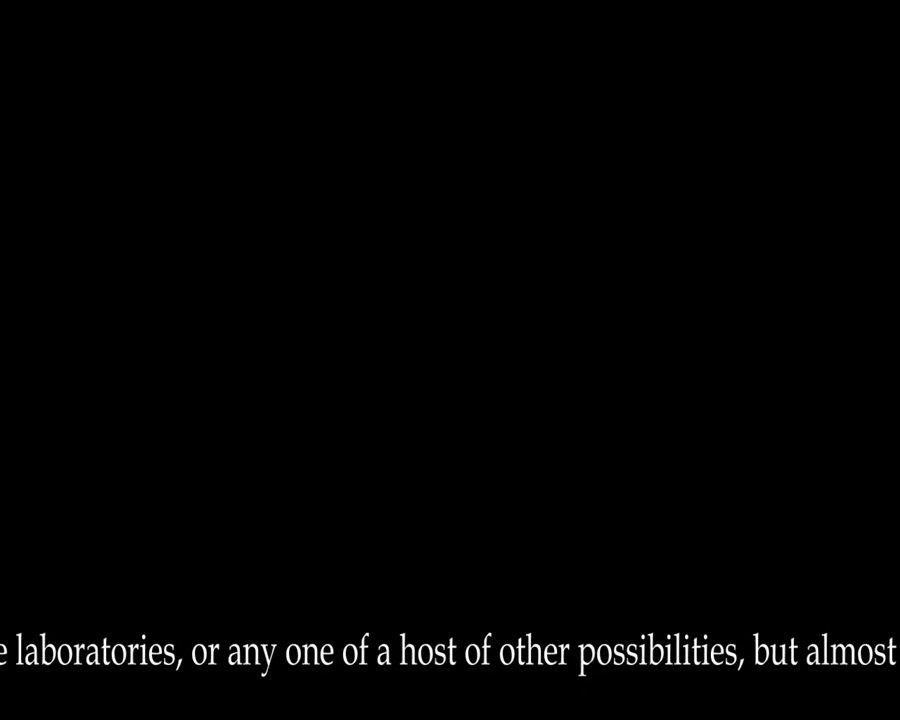 e laboratories, or any one of a host of other possibilities, but almost